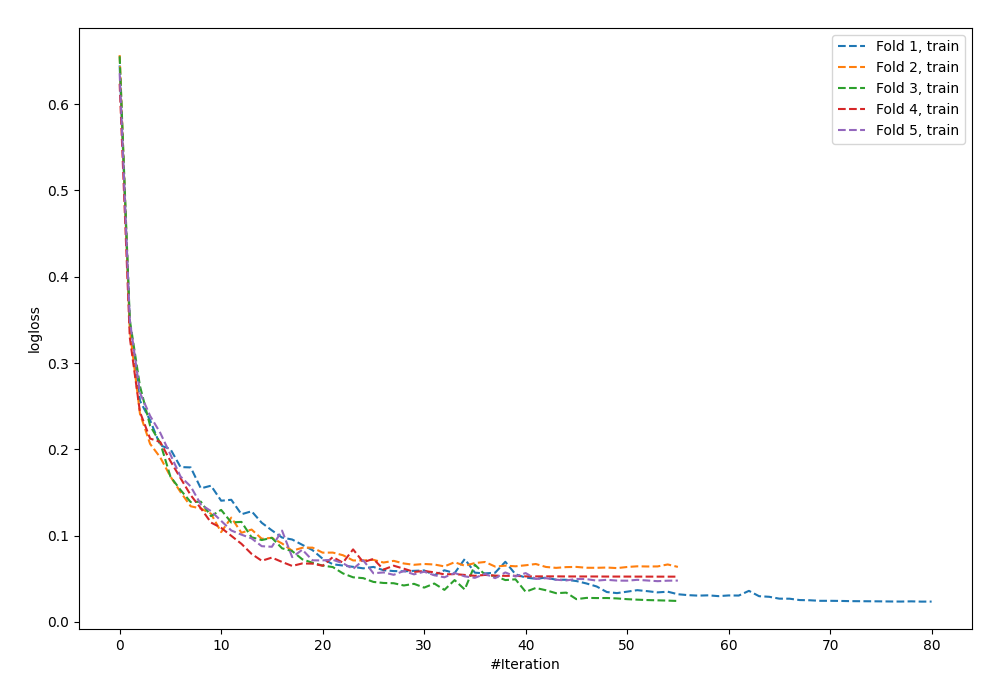 Fold 1, train
Fold 2, train
Fold 3, train
Fold 4, train
Fold 5, train
logloss
0.6
0.5
0.4
0.3
0.2
0.1
0.0
0 10 20 30 40 50 60 70 80
#Iteration